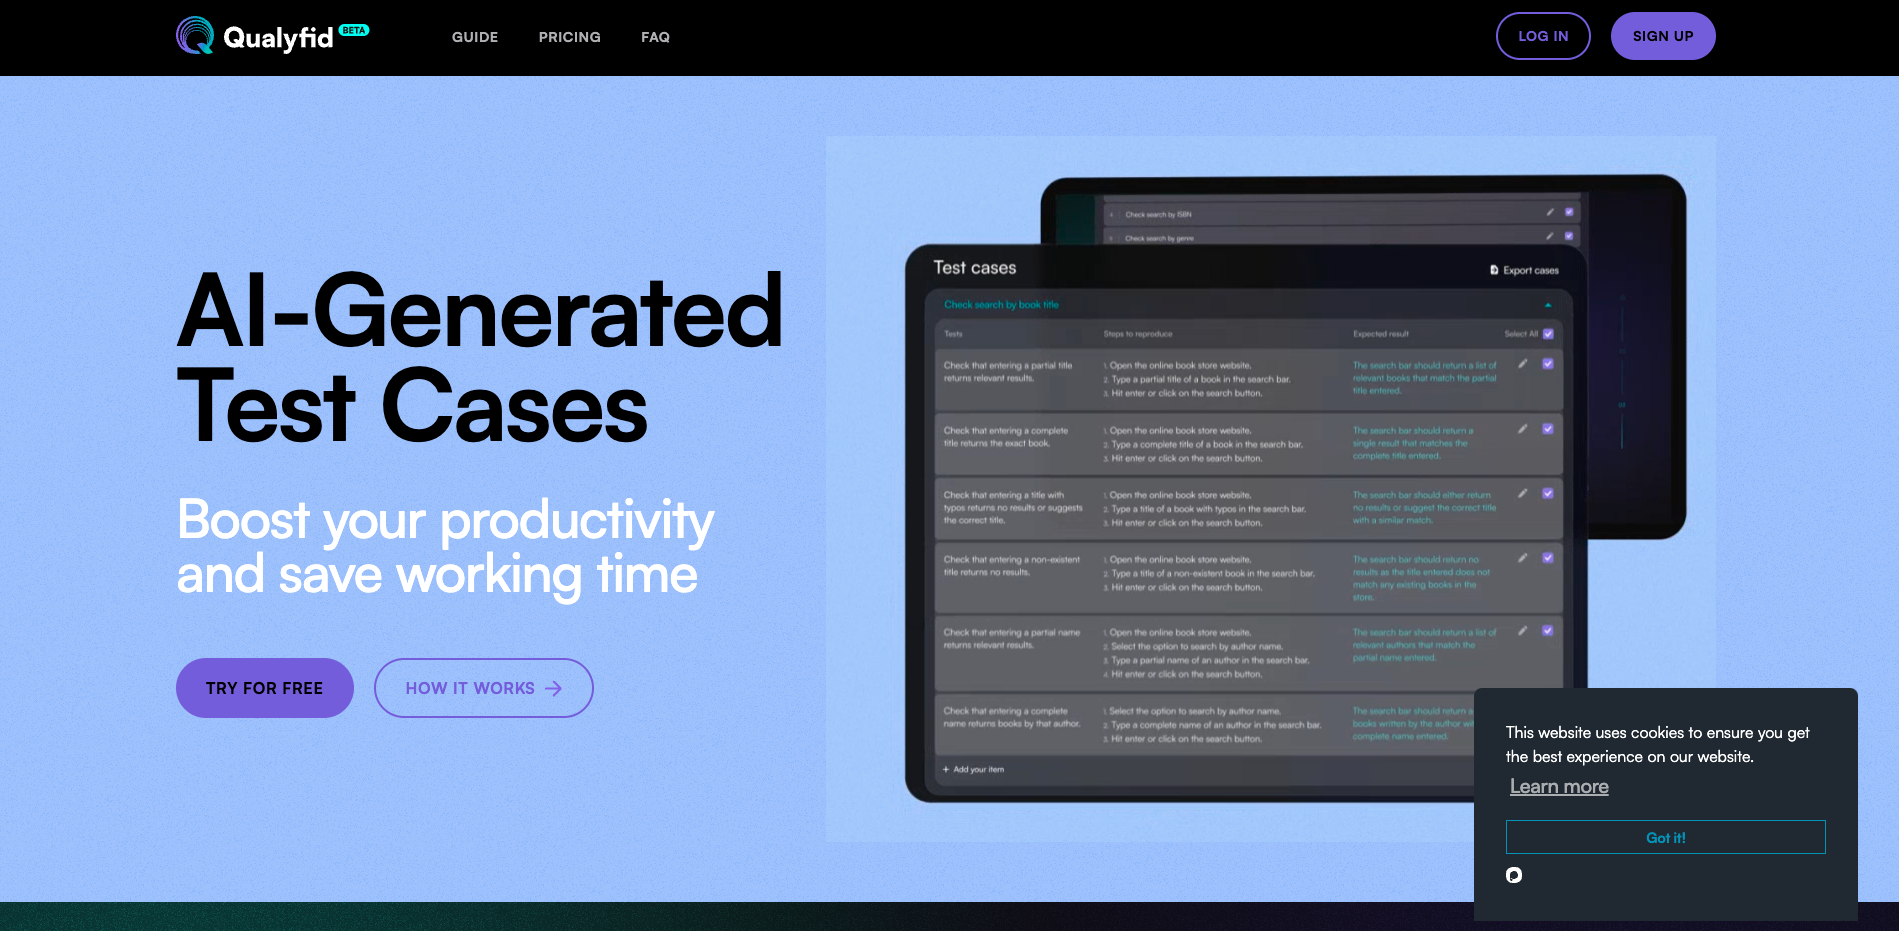 Qualyfid BETA
GUIDE PRICING FAQ
LOG IN SIGN UP
AI-Generated
Test Cases
Boost your productivity
and save working time
TRY FOR FREE
HOW IT WORKS
4 Check search by ISBN
5 Check search by genre
Test cases
Export cases
Check search by book title
Tests Steps to reproduce Expected result Select All
Check that entering a partial title
returns relevant results.
1. Open the online book store website.
2. Type a partial title of a book in the search bar.
3. Hit enter or click on the search button.
The search bar should return a list of
relevant books that match the partial
title entered.
Check that entering a complete
title returns the exact book.
1. Open the online book store website.
2. Type a complete title of a book in the search bar.
3. Hit enter or click on the search button.
The search bar should return a
single result that matches the
complete title entered.
Check that entering a title with
typos returns no results or suggests
the correct title.
1. Open the online book store website.
2. Type a title of a book with typos in the search bar.
3. Hit enter or click on the search button.
The search bar should either return
no results or suggest the correct title
with a similar match.
Check that entering a non-existent
title returns no results.
1. Open the online book store website.
2. Type a title of a non-existent book in the search bar.
3. Hit enter or click on the search button.
The search bar should return no
results as the title entered does not
match any existing books in the
store.
Check that entering a partial name
returns relevant results.
1. Open the online book store website.
2. Select the option to search by author name.
3. Type a partial name of an author in the search bar.
4. Hit enter or click on the search button.
The search bar should return a list of
relevant authors that match the
partial name entered.
Check that entering a complete
name returns books by that author.
1. Select the option to search by author name.
2. Type a complete name of an author in the search bar.
3. Hit enter or click on the search button.
The search bar should return a
books written by the author
complete name entered.
+ Add your item
This website uses cookies to ensure you get
the best experience on our website.
Learn more
Got it!